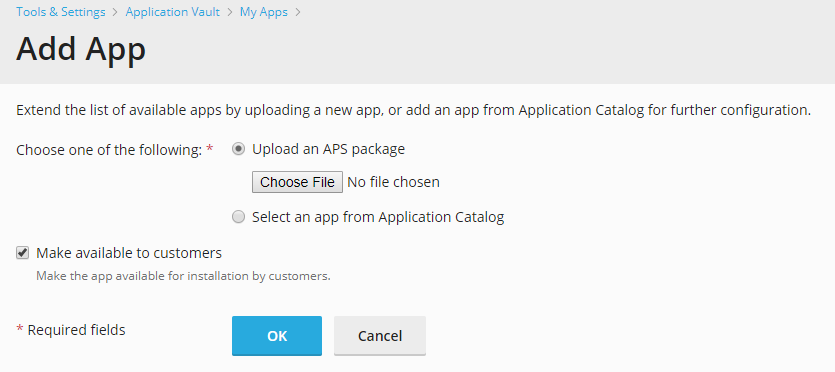 Tools & Settings > Application Vault > My Apps >
Add App
Extend the list of available apps by uploading a new app, or add an app from Application Catalog for further configuration.
Choose one of the following: * Upload an APS package
Choose File No file chosen
Select an app from Application Catalog
Make available to customers
Make the app available for installation by customers.
* Required fields OK Cancel